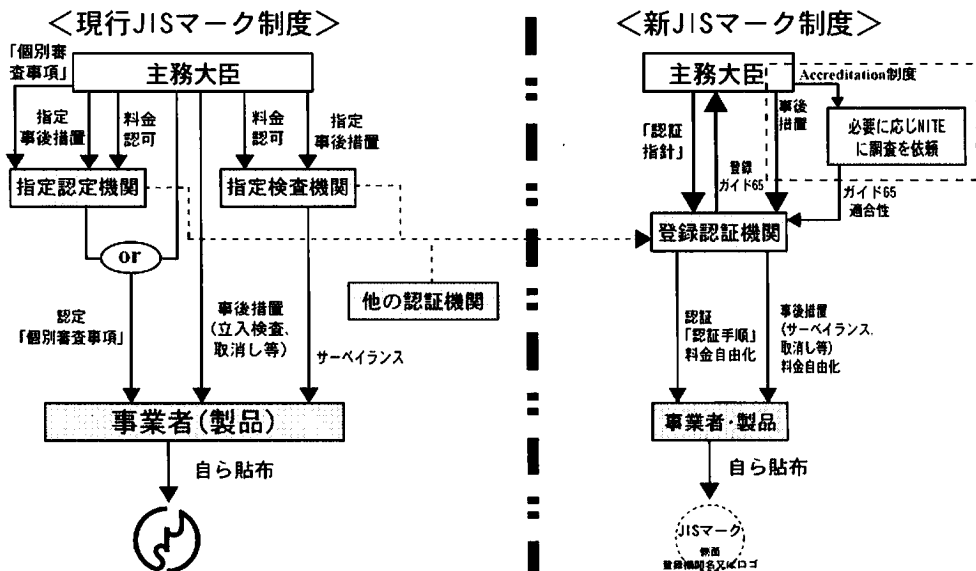 <現行JISマーク制度>
「個別審
査事項」
主務大臣
指定
事後措置
料金
認可
料金
認可
指定
事後措置
指定認定機関
指定検査機関
or
他の認証機関
認定
「個別審査事項」
事後措置
(立入検査、
取消し等)
サーベイランス
事業者(製品)
自ら貼布
<新JISマーク制度>
主務大臣
Accreditation制度
「認証
指針」
登録
ガイド65
事後
措置
必要に応じNITE
に調査を依頼
ガイド65
適合性
登録認証機関
認証
「認証手順」
料金自由化
事後措置
(サーベイランス、
取消し等)
料金自由化
事業者・製品
自ら貼布
JISマーク
側面
登録機関名又はロゴ